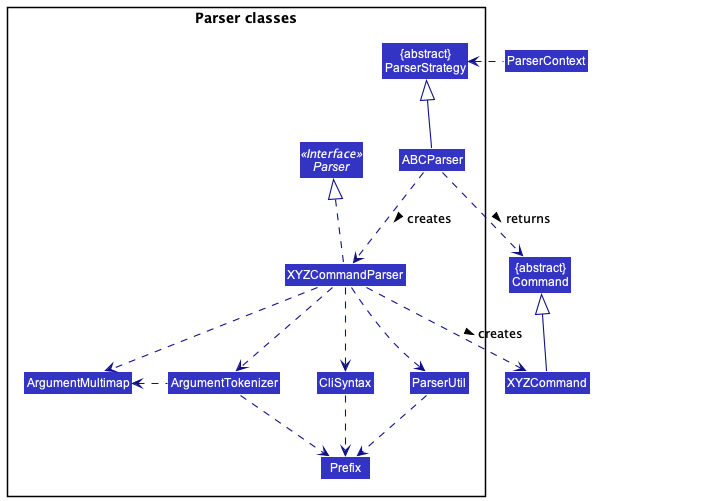 Parser classes
{abstract}
ParserStrategy
ParserContext
«Interface»
Parser
ABCParser
creates
returns
XYZCommandParser
{abstract}
Command
creates
ArgumentMultimap
ArgumentTokenizer
CliSyntax
ParserUtil
XYZCommand
Prefix